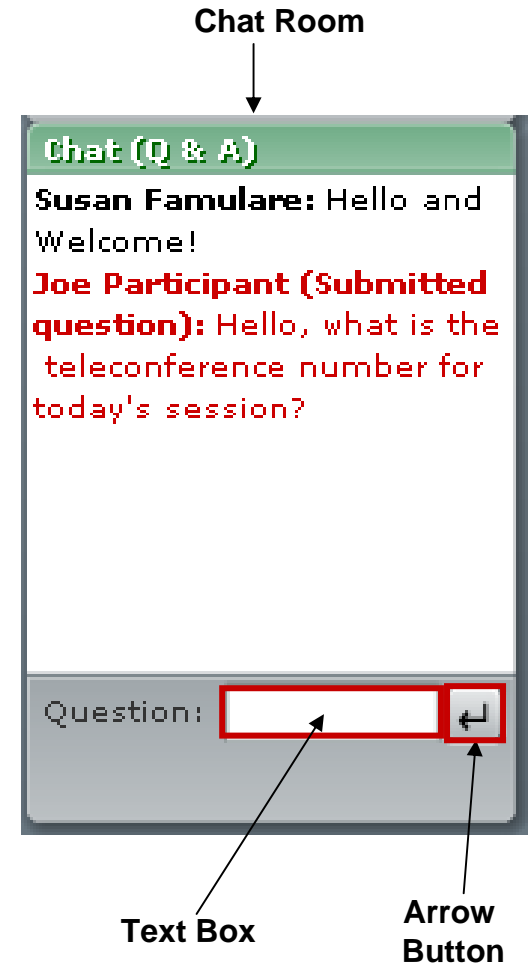 Chat Room
Chat (Q & A)
Susan Famulare: Hello and
Welcome!
Joe Participant (Submitted
question): Hello, what is the
teleconference number for
today's session?
Question:
Text Box
Arrow
Button